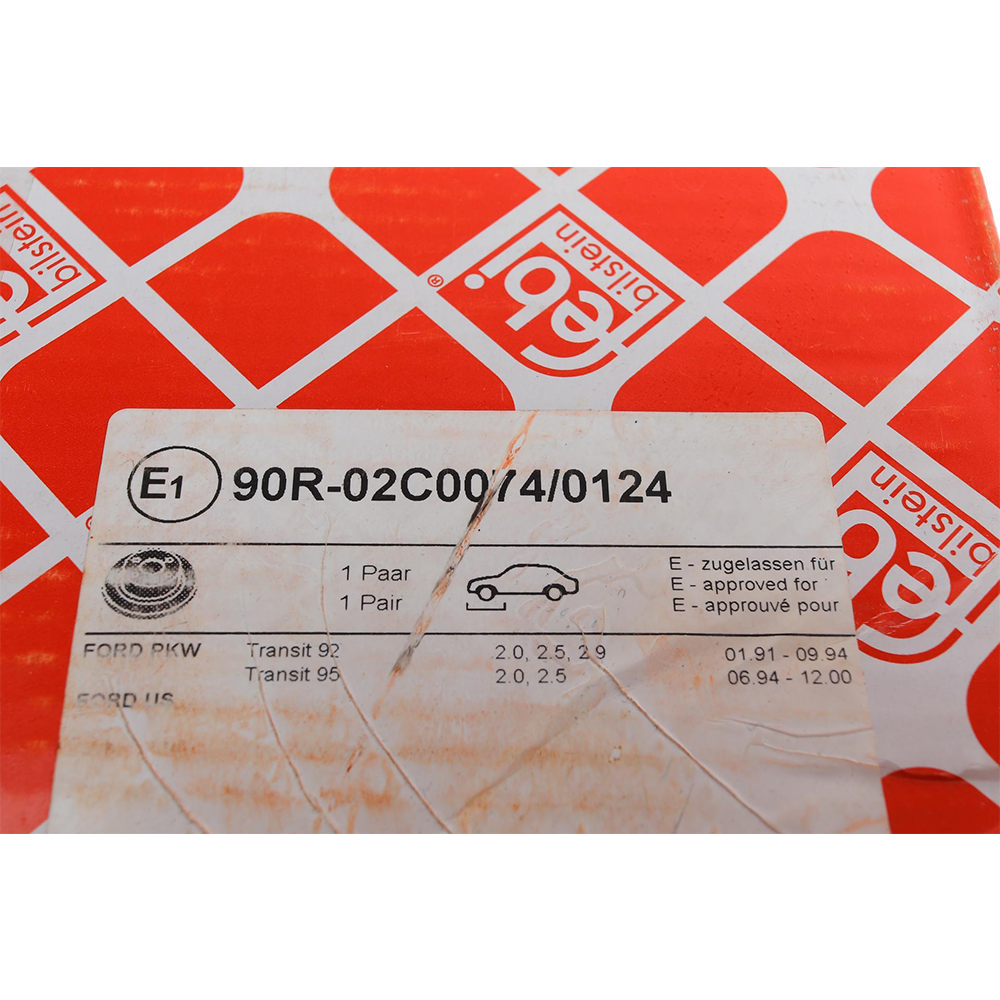 febi
bilstein
®
febi
bilstein
febi
bilstein
E1 90R-02C0074/0124
1 Paar
1 Pair
E - zugelassen für
E - approved for
E - approuvé pour
FORD PKW Transit 92 2.0, 2.5, 2.9 01.91 - 09.94
Transit 95 2.0, 2.5 06.94 - 12.00
FORD US